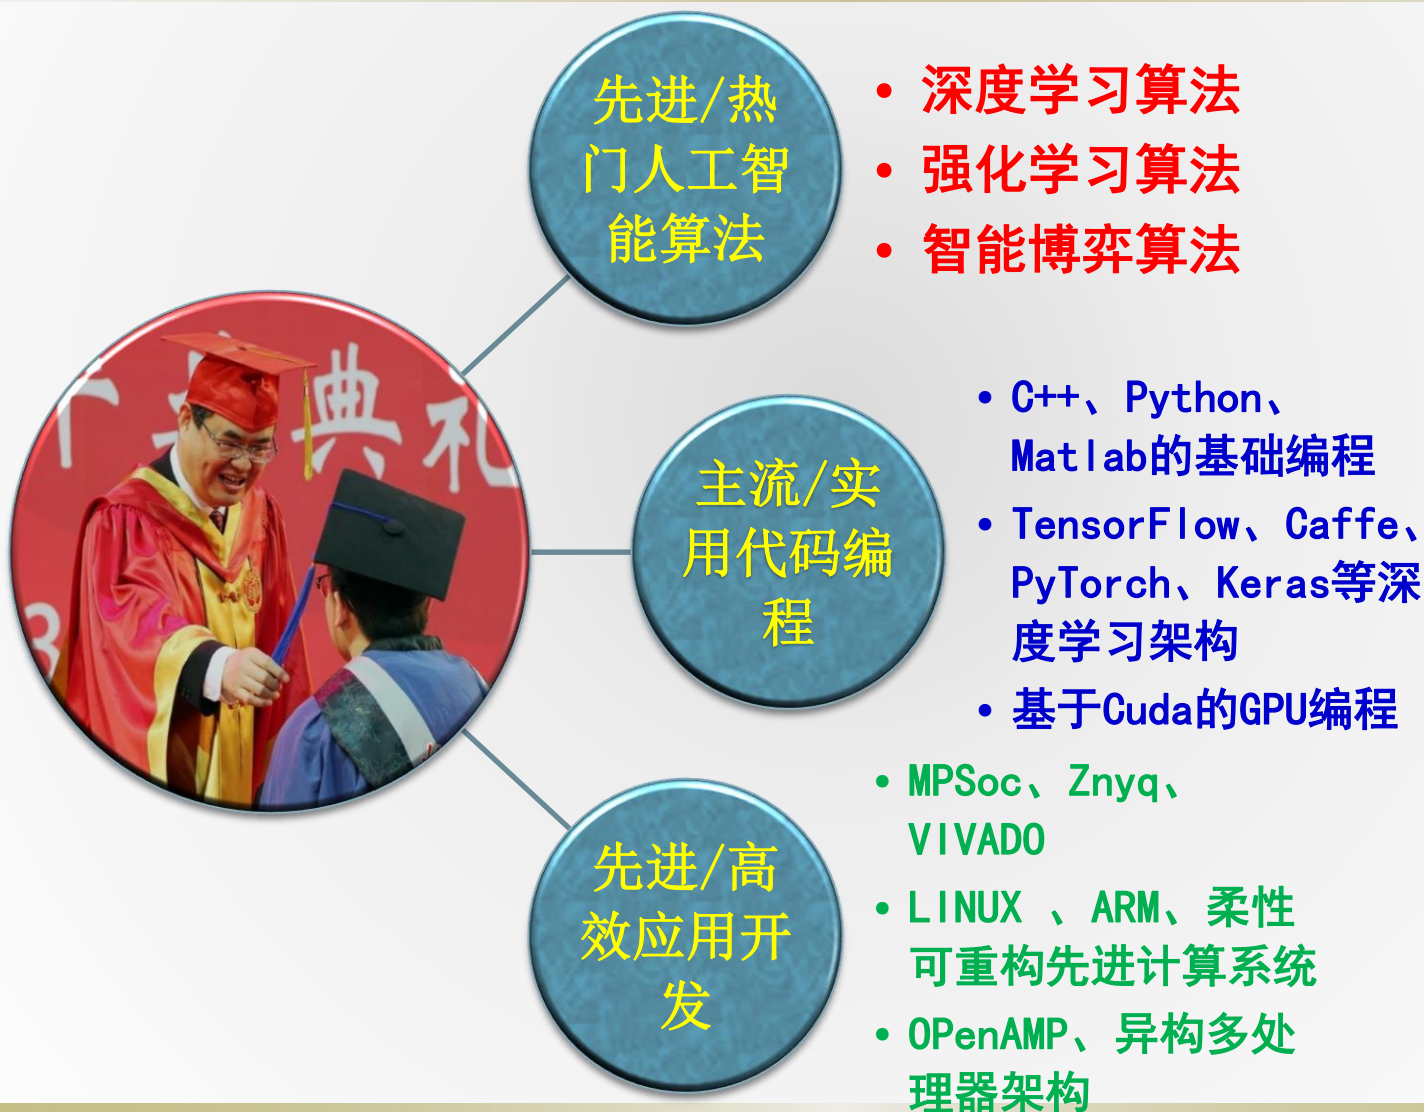 先进/热
门人工智
能算法
• 深度学习算法
• 强化学习算法
• 智能博弈算法
典礼
3
主流/实
用代码编
程
• C++、Python、
Matlab的基础编程
• TensorFlow、Caffe、
PyTorch、Keras等深
度学习架构
• 基于Cuda的GPU编程
先进/高
效应用开
发
• MPSoc、Znyq、
VIVADO
• LINUX 、ARM、柔性
可重构先进计算系统
• OPenAMP、异构多处
理器架构